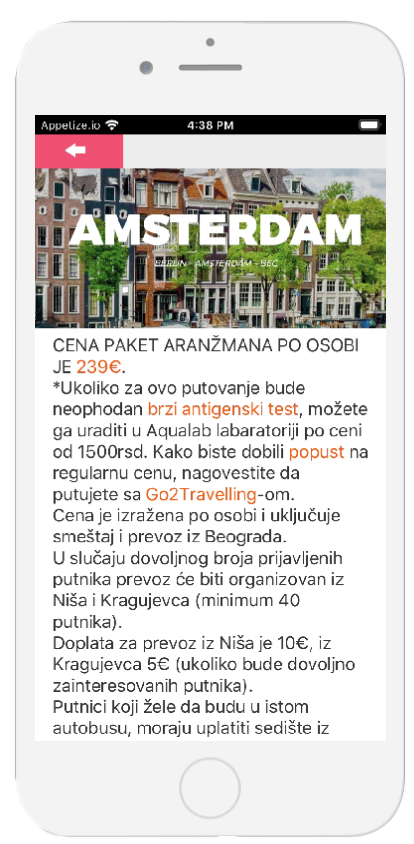 Appetize.io 4:38 PM
AMSTERDAM
BERLIN - AMSTERDAM - BEČ
CENA PAKET ARANŽMANA PO OSOBI
JE 239€.
*Ukoliko za ovo putovanje bude
neophodan brzi antigenski test, možete
ga uraditi u Aqualab labaratoriji po ceni
od 1500rsd. Kako biste dobili popust na
regularnu cenu, nagovestite da
putujete sa Go2Travelling-om.
Cena je izražena po osobi i uključuje
smeštaj i prevoz iz Beograda.
U slučaju dovoljnog broja prijavljenih
putnika prevoz će biti organizovan iz
Niša i Kragujevca (minimum 40
putnika).
Doplata za prevoz iz Niša je 10€, iz
Kragujevca 5€ (ukoliko bude dovoljno
zainteresovanih putnika).
Putnici koji žele da budu u istom
autobusu, moraju uplatiti sedište iz